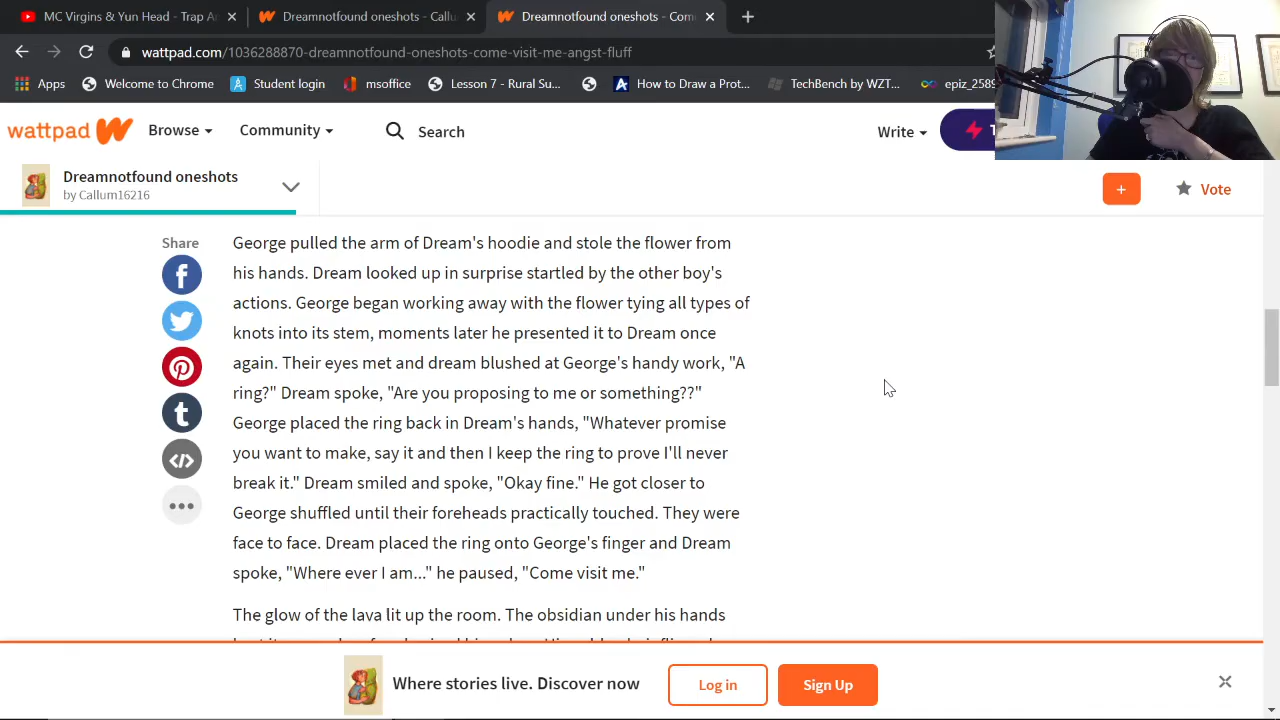 MC Virgins & Yun Head - Trap Ar
Dreamnotfound oneshots - Callu
Dreamnotfound oneshots - Com
wattpad.com/1036288870-dreamnotfound-oneshots-come-visit-me-angst-fluff
Apps
Welcome to Chrome
Student login
msoffice
Lesson 7 - Rurll Su...
How to Draw a Prot...
TechBench by WZT...
epiz_2589
wattpad
Browse
Community
Search
Write
Dreamnotfound oneshots
by Callum16216
+
Vote
Share
George pulled the arm of Dream's hoodie and stole the flower from
his hands. Dream looked up in surprise startled by the other boy's
actions. George began working away with the flower tying all types of
knots into its stem, moments later he presented it to Dream once
again. Their eyes met and dream blushed at George's handy work, "A
ring?" Dream spoke, "Are you proposing to me or something??"
George placed the ring back in Dream's hands, "Whatever promise
you want to make, say it and then I keep the ring to prove I'll never
break it." Dream smiled and spoke, "Okay fine." He got closer to
George shuffled until their foreheads practically touched. They were
face to face. Dream placed the ring onto George's finger and Dream
spoke, "Where ever I am..." he paused, "Come visit me."
The glow of the lava lit up the room. The obsidian under his hands
Where stories live. Discover now
Log in
Sign Up